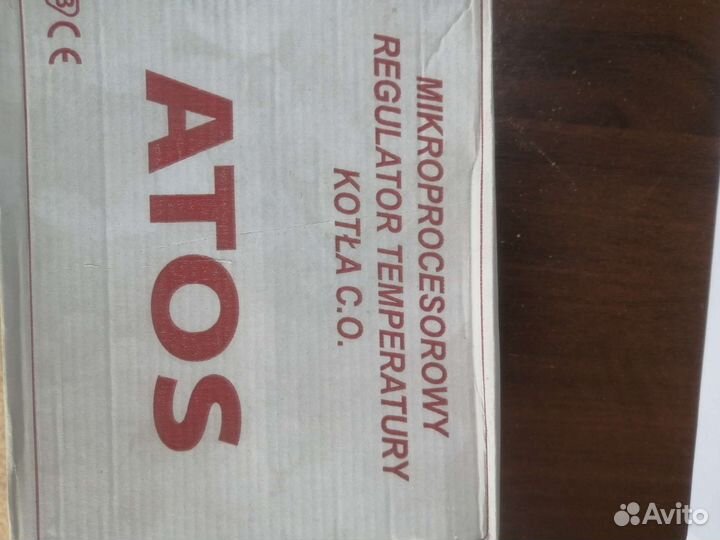 MIKROPROCESOROWY
REGULATOR TEMPERATURY
KOTŁA C.O.
ATOS
B CE
Avito